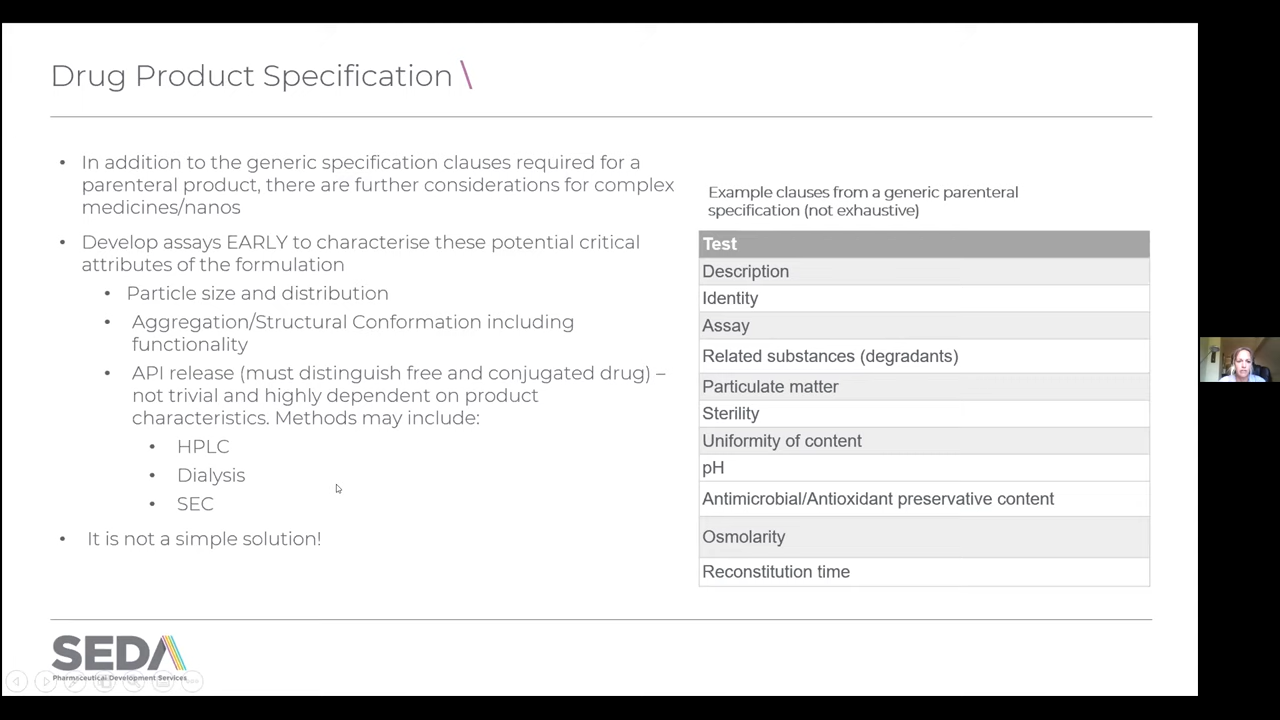 Drug Product Specification \
• In addition to the generic specification clauses required for a
parenteral product, there are further considerations for complex
medicines/nanos
• Develop assays EARLY to characterise these potential critical
attributes of the formulation
• Particle size and distribution
• Aggregation/Structural Conformation including
functionality
• API release (must distinguish free and conjugated drug) –
not trivial and highly dependent on product
characteristics. Methods may include:
• HPLC
• Dialysis
• SEC
• It is not a simple solution!
Example clauses from a generic parenteral
specification (not exhaustive)
Test
Description
Identity
Assay
Related substances (degradants)
Particulate matter
Sterility
Uniformity of content
pH
Antimicrobial/Antioxidant preservative content
Osmolarity
Reconstitution time
SEDA
Pharmaceutical Development Services